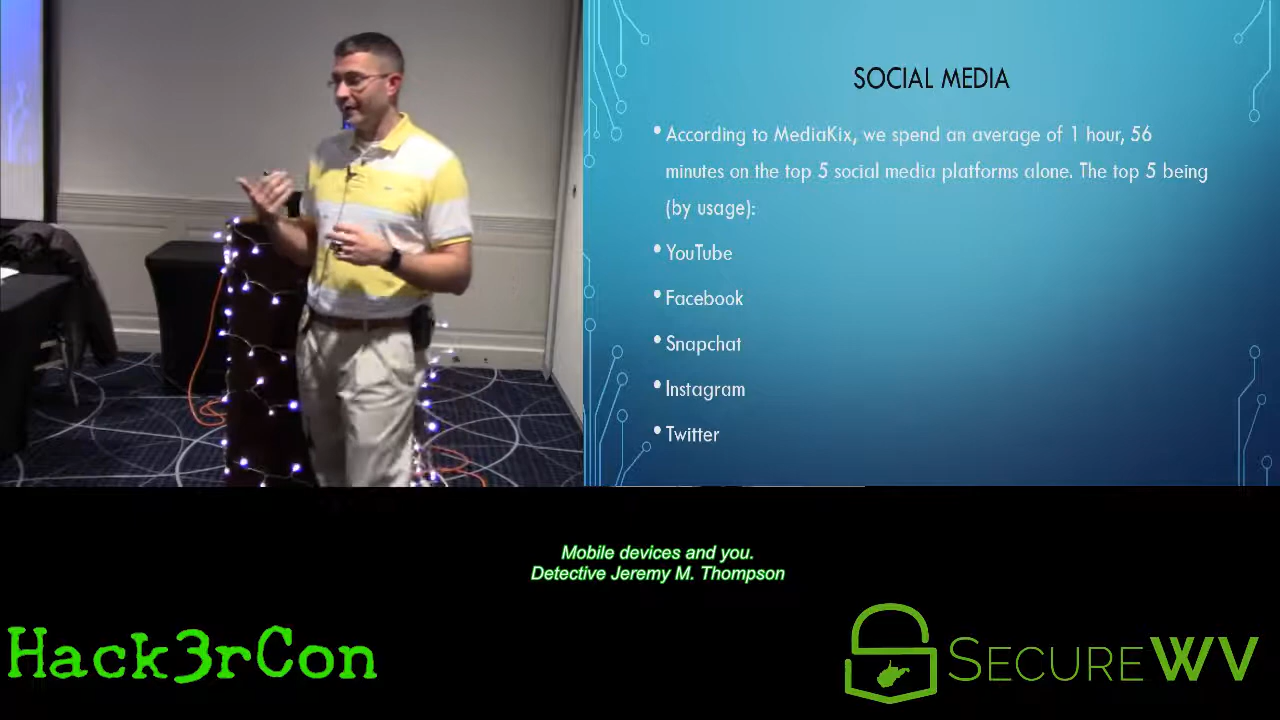 SOCIAL MEDIA
• According to MediaKix, we spend an average of 1 hour, 56
minutes on the top 5 social media platforms alone. The top 5 being
(by usage):
• YouTube
• Facebook
• Snapchat
• Instagram
• Twitter
Mobile devices and you.
Detective Jeremy M. Thompson
Hack3rCon
SECUREWV